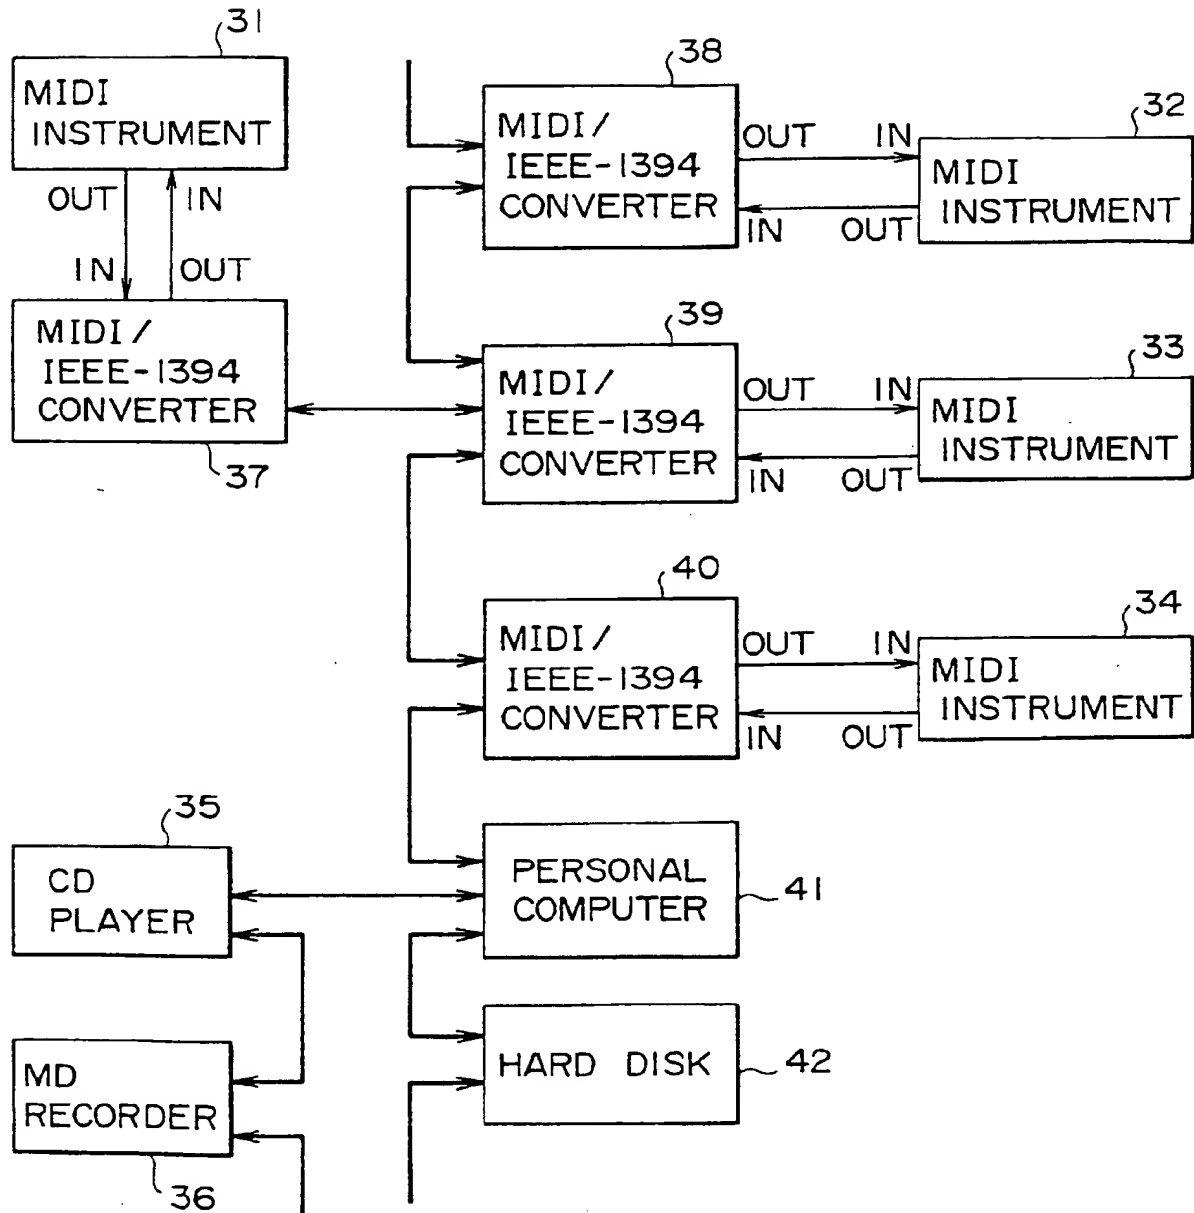 31
MIDI
INSTRUMENT
OUT
IN
IN
OUT
MIDI/
IEEE-1394
CONVERTER
37
38
MIDI/
IEEE-1394
CONVERTER
OUT
IN
IN
OUT
32
MIDI
INSTRUMENT
39
MIDI/
IEEE-1394
CONVERTER
OUT
IN
IN
OUT
33
MIDI
INSTRUMENT
40
MIDI/
IEEE-1394
CONVERTER
OUT
IN
IN
OUT
34
MIDI
INSTRUMENT
35
CD
PLAYER
PERSONAL
COMPUTER
41
MD
RECORDER
36
HARD DISK
42